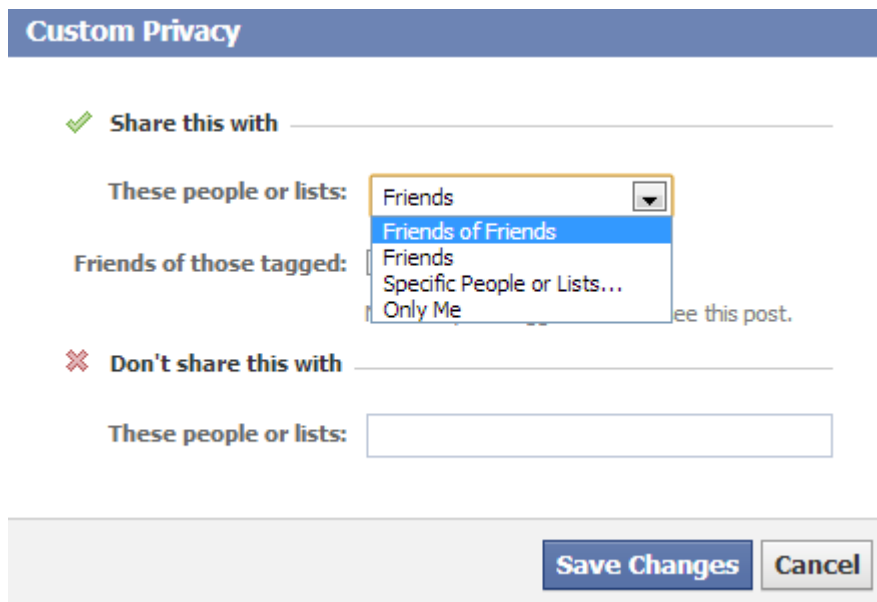 Custom Privacy
Share this with
These people or lists: Friends
Friends of Friends
Friends
Specific People or Lists...
Only Me
Friends of those tagged:
ee this post.
Don't share this with
These people or lists:
Save Changes Cancel